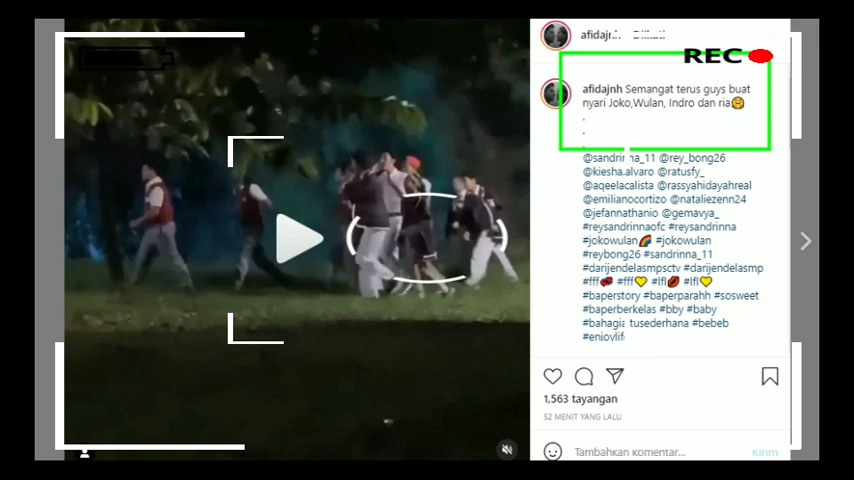 afidajnh
REC
afidajnh Semangat terus guys buat
nyari Joko,Wulan, Indro dan ria🤗
.
.
.
@sandrinna_11 @rey_bong26
@kiesha.alvaro @ratusfy_
@aqeelacalista @rassyahidayahreal
@emilianocortizo @nataliezenn24
@jefannathanio @gemavya_
#reysandrinnaofc #reysandrinna
#jokowulan🌈 #jokowulan
#reybong26 #sandrinna_11
#darijendelasmpsctv #darijendelasmp
#fff #fff💛 #lfl💋 #lfl💛
#baperstory #baperparahh #sosweet
#baperberkelas #bby #baby
#bahagiatusederhana #bebeb
#enjoylife
1,563 tayangan
52 MENIT YANG LALU
Tambahkan komentar...
Kirim